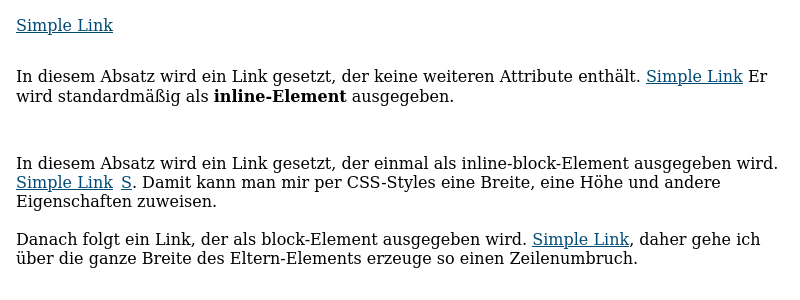 Simple Link
In diesem Absatz wird ein Link gesetzt, der keine weiteren Attribute enthält. Simple Link Er
wird standardmäßig als inline-Element ausgegeben.
In diesem Absatz wird ein Link gesetzt, der einmal als inline-block-Element ausgegeben wird.
Simple Link S. Damit kann man mir per CSS-Styles eine Breite, eine Höhe und andere
Eigenschaften zuweisen.
Danach folgt ein Link, der als block-Element ausgegeben wird. Simple Link, daher gehe ich
über die ganze Breite des Eltern-Elements erzeuge so einen Zeilenumbruch.